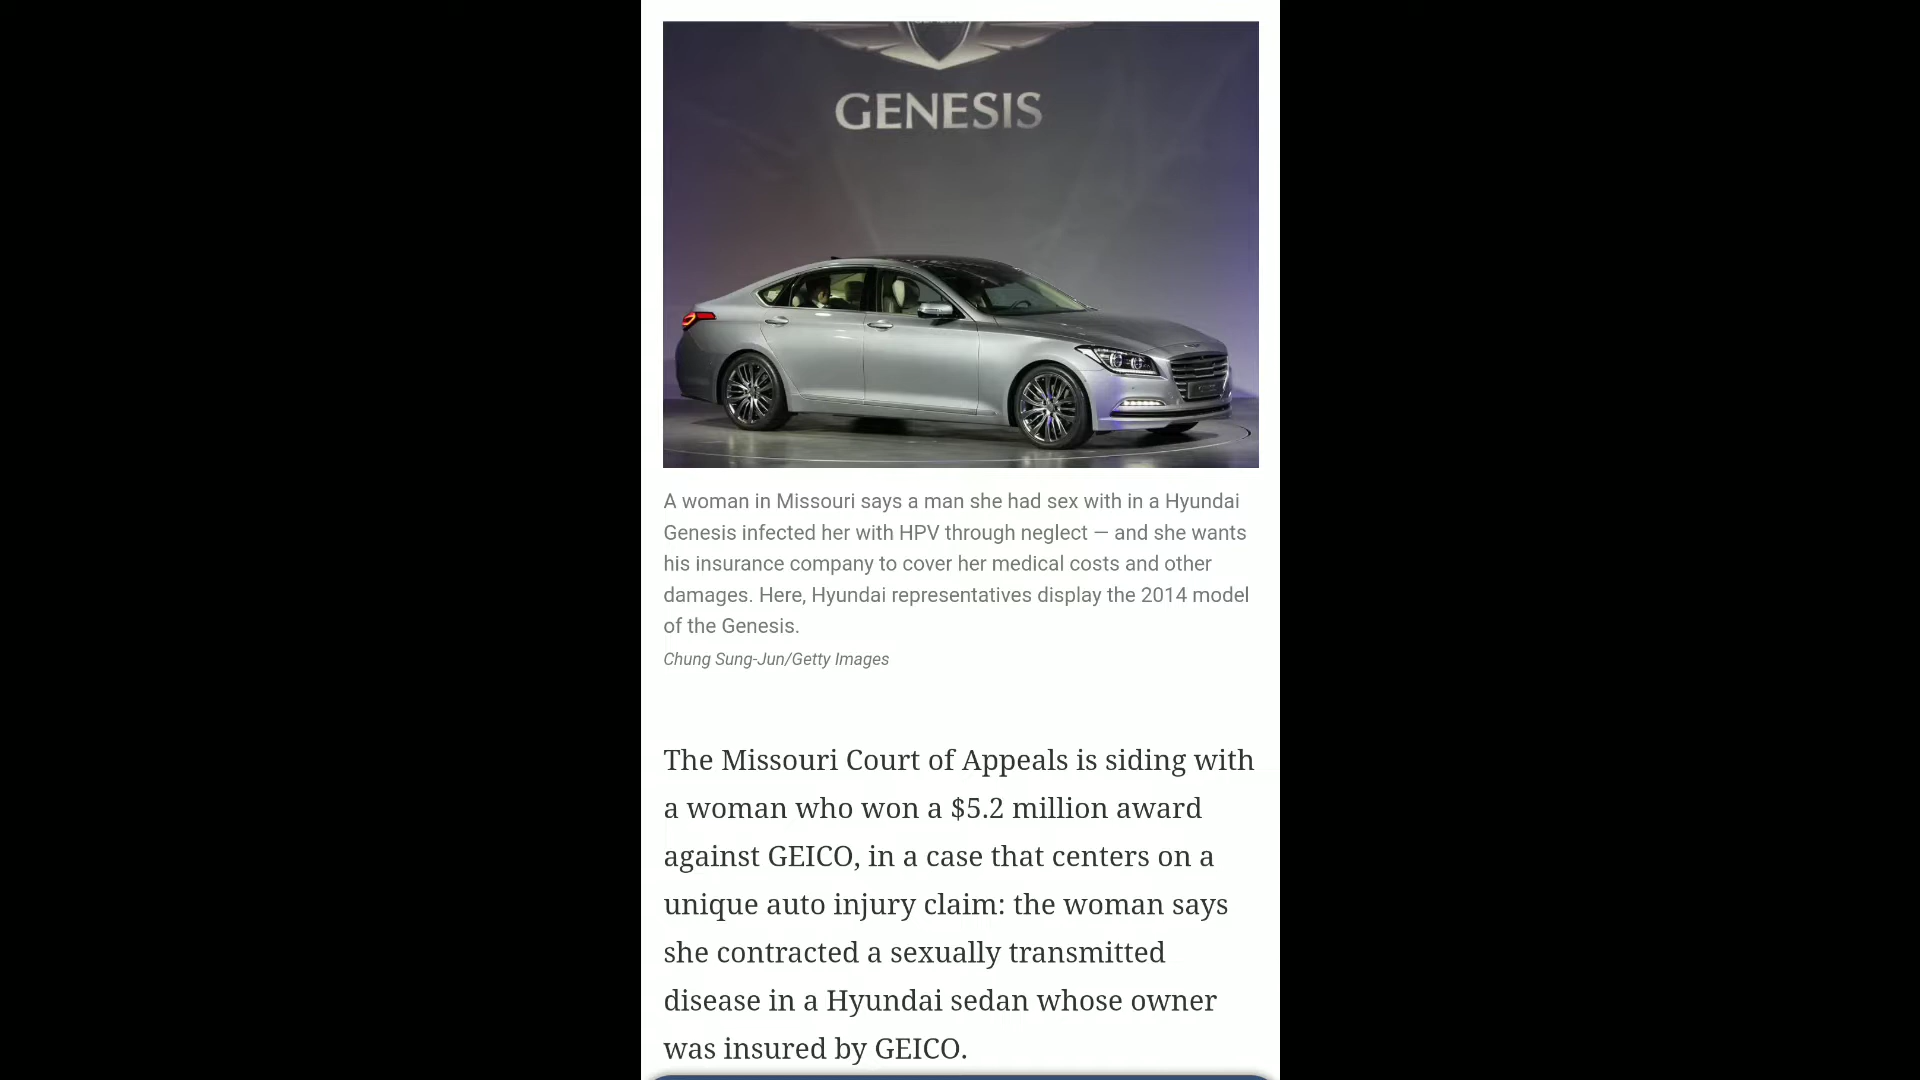 GENESIS
A woman in Missouri says a man she had sex with in a Hyundai
Genesis infected her with HPV through neglect — and she wants
his insurance company to cover her medical costs and other
damages. Here, Hyundai representatives display the 2014 model
of the Genesis.
Chung Sung-Jun/Getty Images
The Missouri Court of Appeals is siding with
a woman who won a $5.2 million award
against GEICO, in a case that centers on a
unique auto injury claim: the woman says
she contracted a sexually transmitted
disease in a Hyundai sedan whose owner
was insured by GEICO.